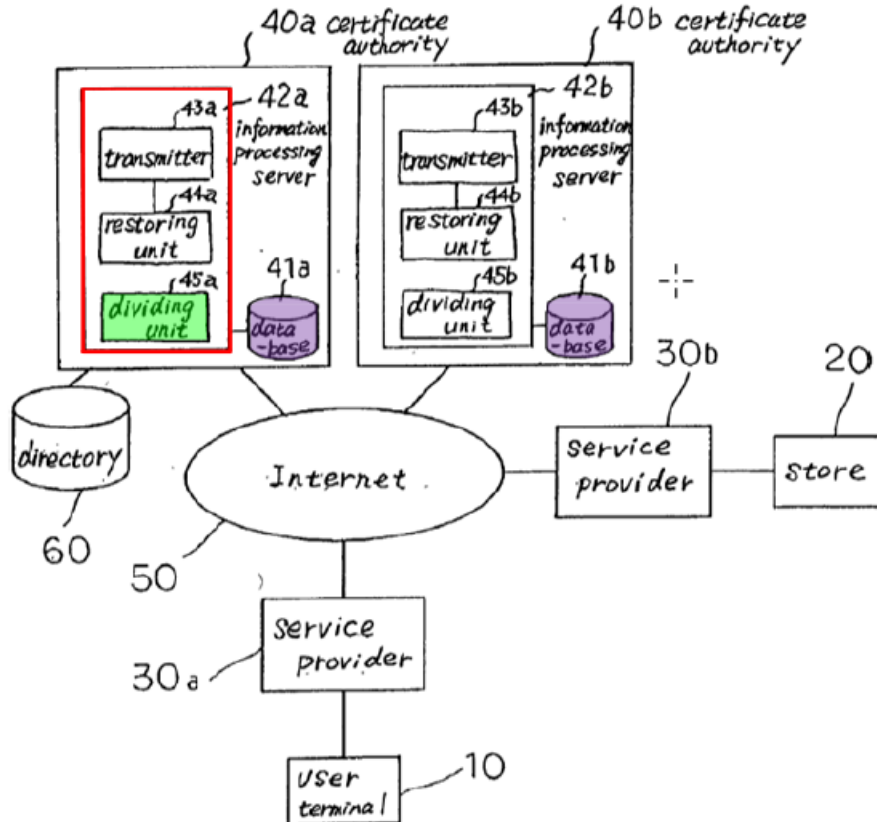 40a certificate
authority
40b certificate
authority
42a
information
processing
server
43a
transmitter
44a
restoring
unit
45a
dividing
unit
41a
data
-base
42b
information
processing
server
43b
transmitter
44b
restoring
unit
45b
dividing
unit
41b
data
-base
directory
60
Internet
50
30b
service
provider
20
store
service
provider
30a
user
terminal
10